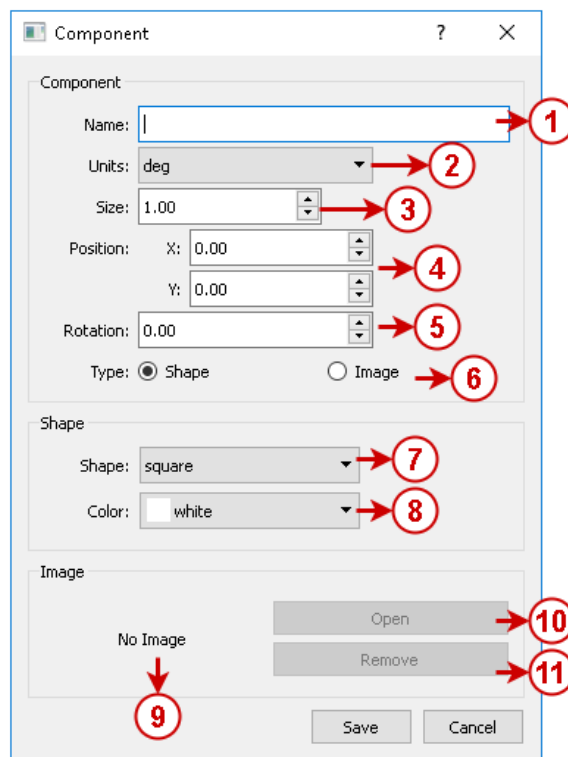 Component ?
Component
Name: 1
Units: deg 2
Size: 1.00 3
Position: X: 0.00
4
Y: 0.00
Rotation: 0.00 5
Type: Shape Image 6
Shape
Shape: square 7
Color: white 8
Image
Open 10
No Image
Remove 11
9
Save Cancel